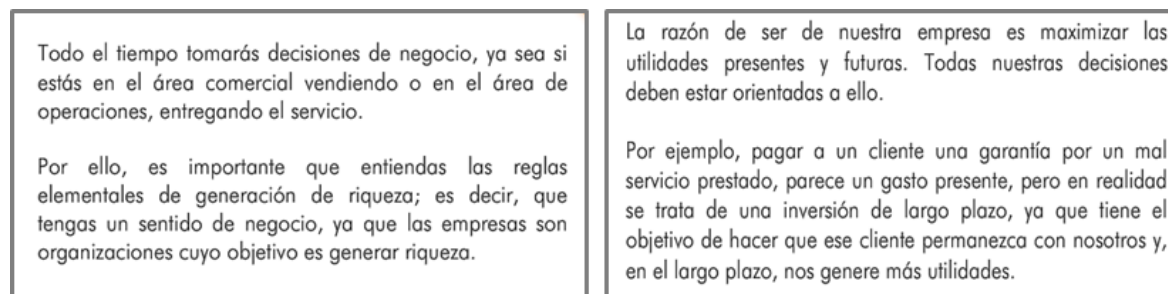 Todo el tiempo tomarás decisiones de negocio, ya sea si
estás en el área comercial vendiendo o en el área de
operaciones, entregando el servicio.
Por ello, es importante que entiendas las reglas
elementales de generación de riqueza; es decir, que
tengas un sentido de negocio, ya que las empresas son
organizaciones cuyo objetivo es generar riqueza.
La razón de ser de nuestra empresa es maximizar las
utilidades presentes y futuras. Todas nuestras decisiones
deben estar orientadas a ello.
Por ejemplo, pagar a un cliente una garantía por un mal
servicio prestado, parece un gasto presente, pero en realidad
se trata de una inversión de largo plazo, ya que tiene el
objetivo de hacer que ese cliente permanezca con nosotros y,
en el largo plazo, nos genere más utilidades.